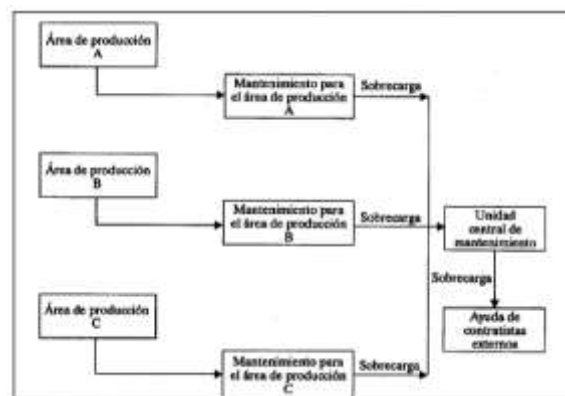 Área de producción
A
Mantenimiento para
el área de producción
A
Sobrecarga
Área de producción
B
Mantenimiento para
el área de producción
B
Sobrecarga
Unidad
central de
mantenimiento
Sobrecarga
Ayuda de
contratistas
externos
Área de producción
C
Mantenimiento para
el área de producción
C
Sobrecarga